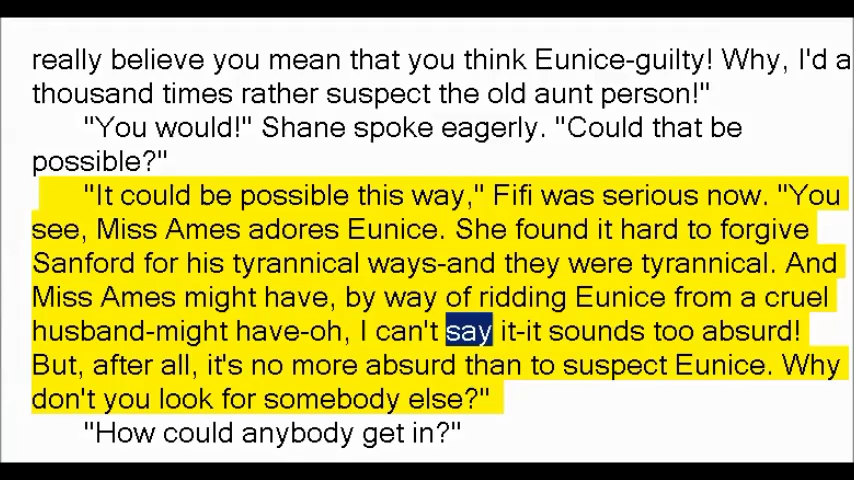 really believe you mean that you think Eunice-guilty! Why, I'd a
thousand times rather suspect the old aunt person!"
"You would!" Shane spoke eagerly. "Could that be
possible?"
"It could be possible this way," Fifi was serious now. "You
see, Miss Ames adores Eunice. She found it hard to forgive
Sanford for his tyrannical ways-and they were tyrannical. And
Miss Ames might have, by way of ridding Eunice from a cruel
husband-might have-oh, I can't say it-it sounds too absurd!
But, after all, it's no more absurd than to suspect Eunice. Why
don't you look for somebody else?"
"How could anybody get in?"